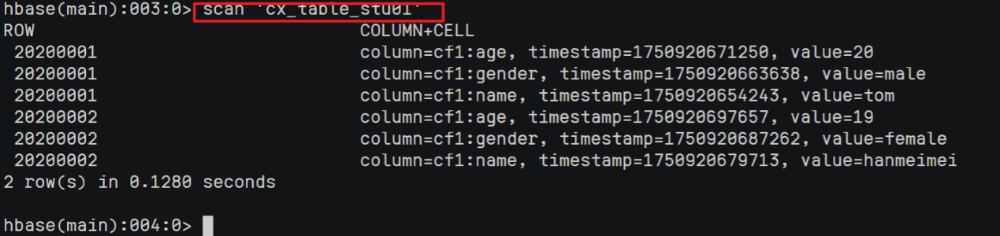 hbase(main):003:0> scan 'cx_table_stu01'
ROW COLUMN+CELL
20200001 column=cf1:age, timestamp=1750920671250, value=20
20200001 column=cf1:gender, timestamp=1750920663638, value=male
20200001 column=cf1:name, timestamp=1750920654243, value=tom
20200002 column=cf1:age, timestamp=1750920697657, value=19
20200002 column=cf1:gender, timestamp=1750920687262, value=female
20200002 column=cf1:name, timestamp=1750920679713, value=hanmeimei
2 row(s) in 0.1280 seconds
hbase(main):004:0>